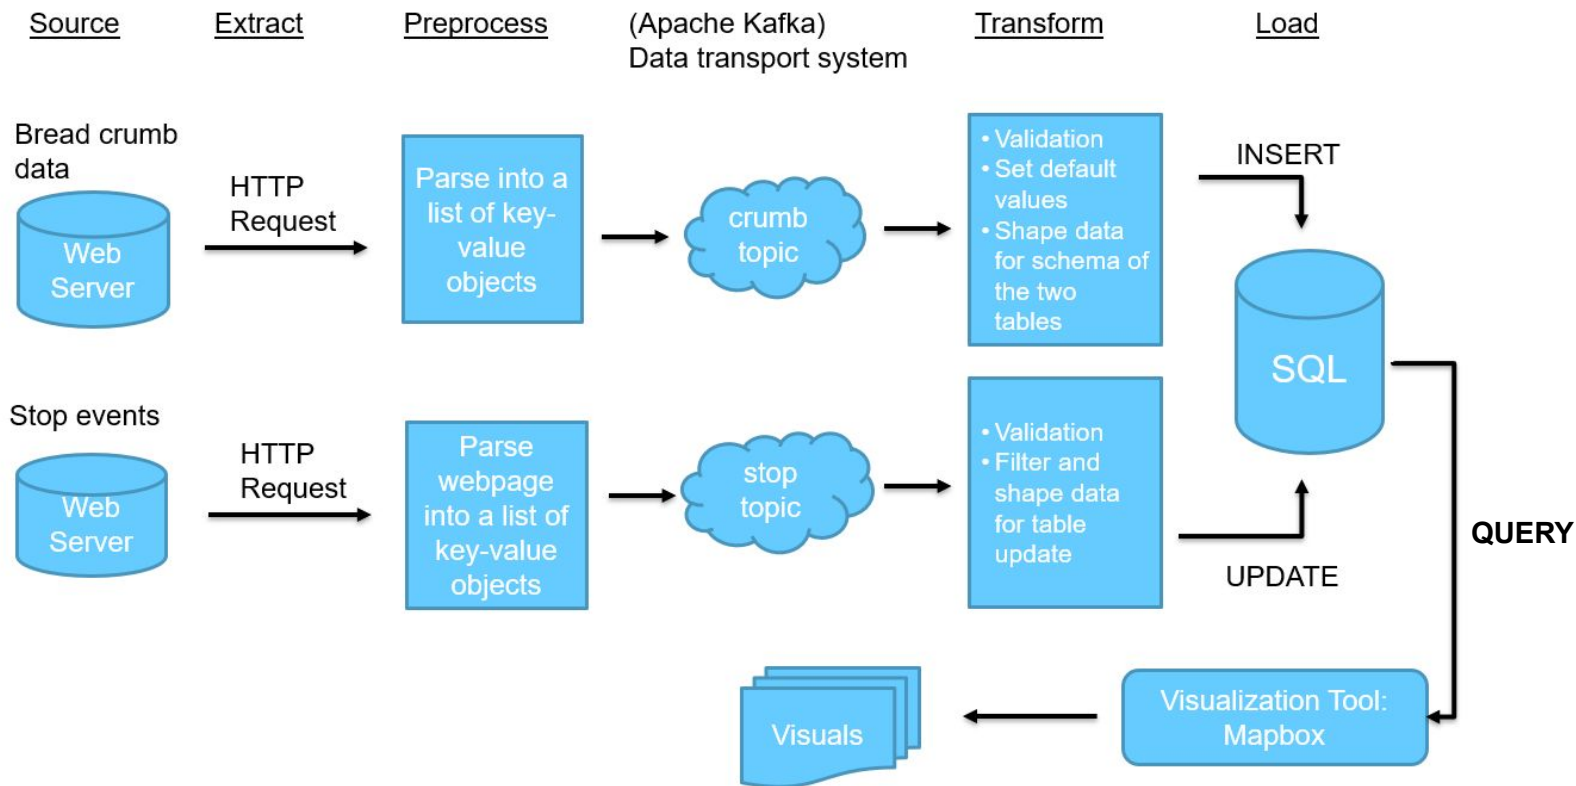 Source
Extract
Preprocess
(Apache Kafka)
Data transport system
Transform
Load
Bread crumb
data
Web
Server
HTTP
Request
Parse into a
list of key-
value
objects
crumb
topic
• Validation
• Set default
values
• Shape data
for schema of
the two
tables
INSERT
SQL
Stop events
Web
Server
HTTP
Request
Parse
webpage
into a list of
key-value
objects
stop
topic
• Validation
• Filter and
shape data
for table
update
UPDATE
QUERY
Visualization Tool:
Mapbox
Visuals